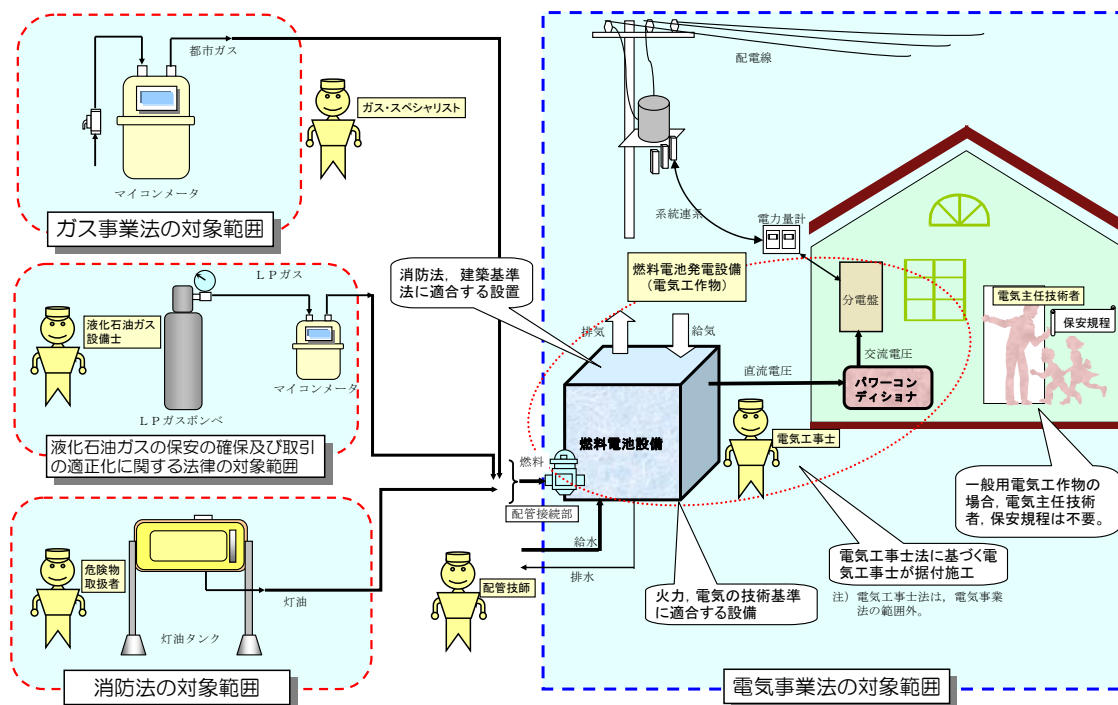 都市ガス
ガス・スペシャリスト
マイコンメータ
ガス事業法の対象範囲
LPガス
液化石油ガス
設備士
マイコンメータ
LPガスボンベ
液化石油ガスの保安の確保及び取引
の適正化に関する法律の対象範囲
危険物
取扱者
灯油
灯油タンク
消防法の対象範囲
配電線
系統連系
電力量計
消防法，建築基準
法に適合する設置
燃料電池発電設備
（電気工作物）
分電盤
電気主任技術者
保安規程
排気
給気
交流電圧
直流電圧
パワーコン
ディショナ
燃料電池設備
電気工事士
燃料
配管接続部
給水
排水
配管技師
一般用電気工作物の
場合，電気主任技術
者，保安規程は不要。
電気工事士法に基づく電
気工事士が据付施工
注）電気工事士法は，電気事業
法の範囲外。
火力，電気の技術基準
に適合する設備
電気事業法の対象範囲